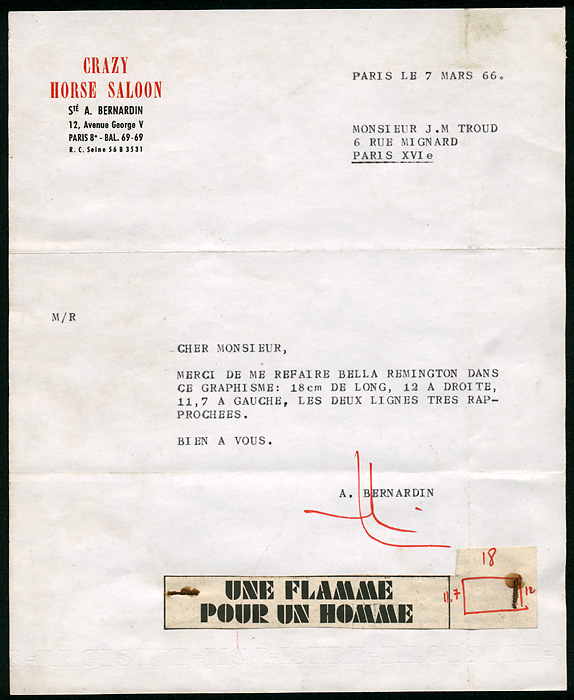 CRAZY
HORSE SALOON
STÉ A. BERNARDIN
12, Avenue George V
PARIS 8e - BAL. 69-69
R. C. Seine 56 B 3531
PARIS LE 7 MARS 66.
MONSIEUR J.M TROUD
6 RUE MIGNARD
PARIS XVIe
M/R
CHER MONSIEUR,
MERCI DE ME REFAIRE BELLA REMINGTON DANS
CE GRAPHISME: 18cm DE LONG, 12 A DROITE,
11,7 A GAUCHE, LES DEUX LIGNES TRES RAP-
PROCHEES.
BIEN A VOUS.
A. BERNARDIN
18
11,7
12
UNE FLAMME
POUR UN HOMME